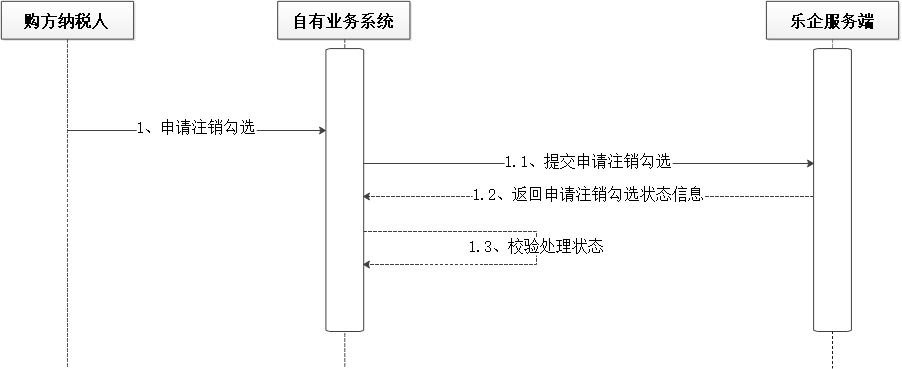 购方纳税人
自有业务系统
乐企服务端
1、申请注销勾选
1.1、提交申请注销勾选
1.2、返回申请注销勾选状态信息
1.3、校验处理状态